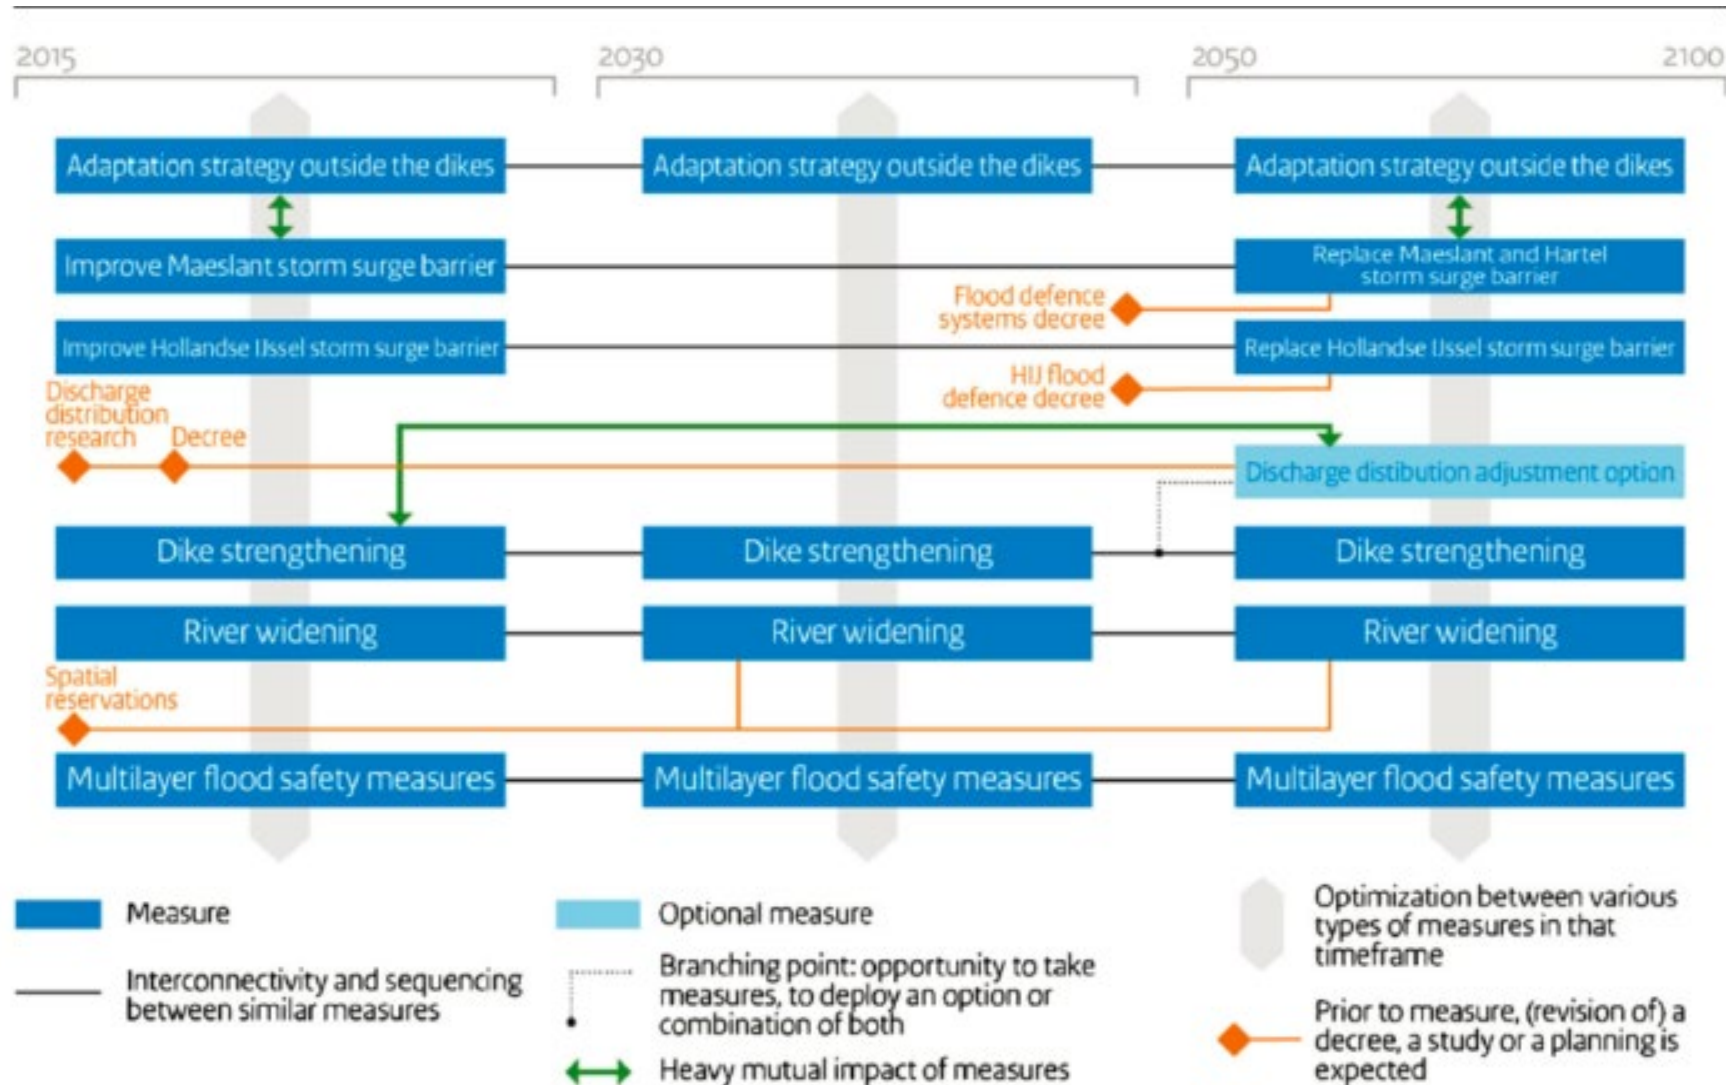 2015
2030
2050
2100
Adaptation strategy outside the dikes
Adaptation strategy outside the dikes
Adaptation strategy outside the dikes
Improve Maeslant storm surge barrier
Replace Maeslant and Hartel
storm surge barrier
Flood defence
systems decree
Improve Hollandse IJssel storm surge barrier
Replace Hollandse IJssel storm surge barrier
HIJ flood
defence decree
Discharge
distribution
research
Decree
Discharge distibution adjustment option
Dike strengthening
Dike strengthening
Dike strengthening
River widening
River widening
River widening
Spatial
reservations
Multilayer flood safety measures
Multilayer flood safety measures
Multilayer flood safety measures
Measure
Interconnectivity and sequencing
between similar measures
Optional measure
Branching point: opportunity to take
measures, to deploy an option or
combination of both
Heavy mutual impact of measures
Optimization between various
types of measures in that
timeframe
Prior to measure, (revision of) a
decree, a study or a planning is
expected